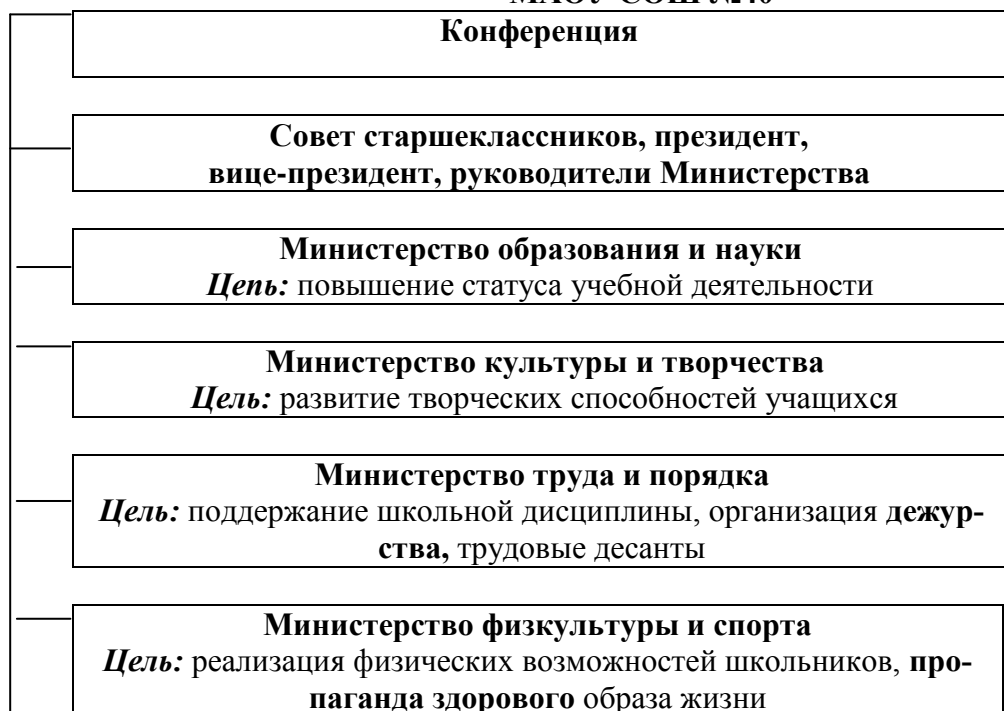 Конференция
Совет старшеклассников, президент,
вице-президент, руководители Министерства
Министерство образования и науки
Цепь: повышение статуса учебной деятельности
Министерство культуры и творчества
Цель: развитие творческих способностей учащихся
Министерство труда и порядка
Цель: поддержание школьной дисциплины, организация дежур-
ства, трудовые десанты
Министерство физкультуры и спорта
Цель: реализация физических возможностей школьников, про-
паганда здорового образа жизни